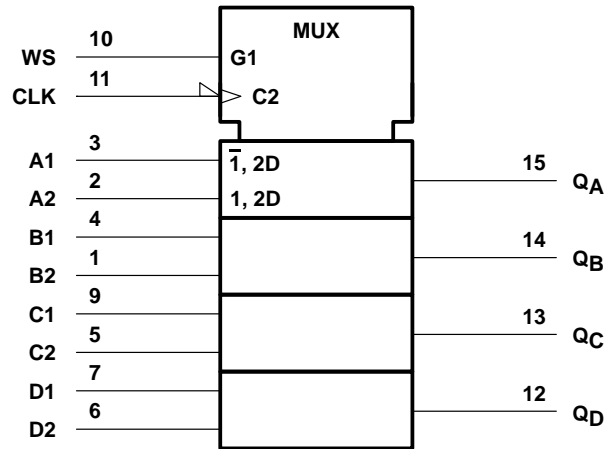 MUX
WS 10 G1
CLK 11 C2
A1 3 1̅, 2D
15 QA
A2 2 1, 2D
B1 4
14 QB
B2 1
C1 9
13 QC
C2 5
D1 7
12 QD
D2 6